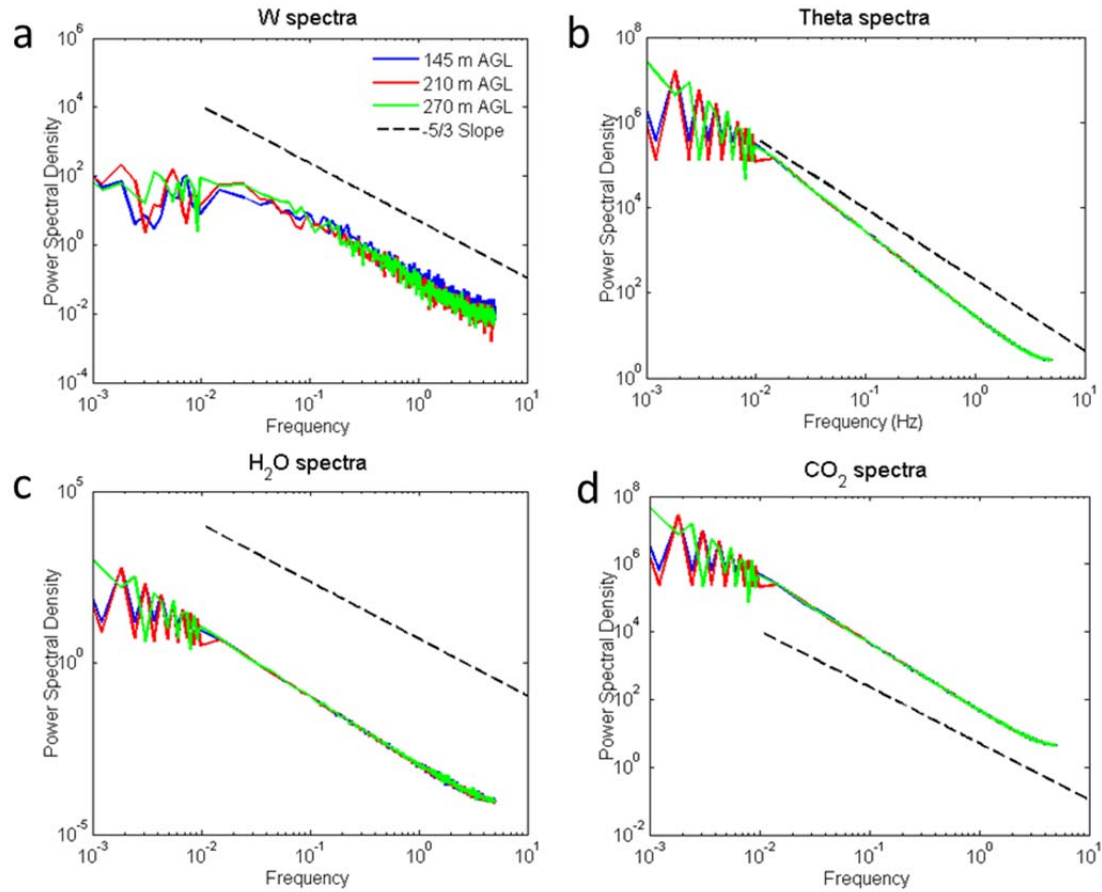 a
W spectra
10^6
10^4
10^2
10^0
10^-2
10^-4
Power Spectral Density
145 m AGL
210 m AGL
270 m AGL
-5/3 Slope
10^-3
10^-2
10^-1
10^0
10^1
Frequency
b
Theta spectra
10^8
10^6
10^4
10^2
10^0
Power Spectral Density
10^-3
10^-2
10^-1
10^0
10^1
Frequency (Hz)
c
H2O spectra
10^5
10^0
10^-5
Power Spectral Density
10^-3
10^-2
10^-1
10^0
10^1
Frequency
d
CO2 spectra
10^8
10^6
10^4
10^2
10^0
10^-2
Power Spectral Density
10^-3
10^-2
10^-1
10^0
10^1
Frequency